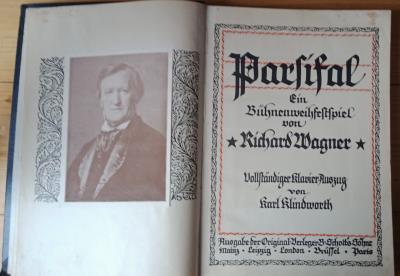 Parsifal
Ein
Bühnenweihfestspiel
von
Richard Wagner
Vollständiger Klavier-Auszug
von
Karl Klindworth
Ausgabe der Original-Verleger B. Schotts Söhne
Mainz · Leipzig · London · Brüssel · Paris